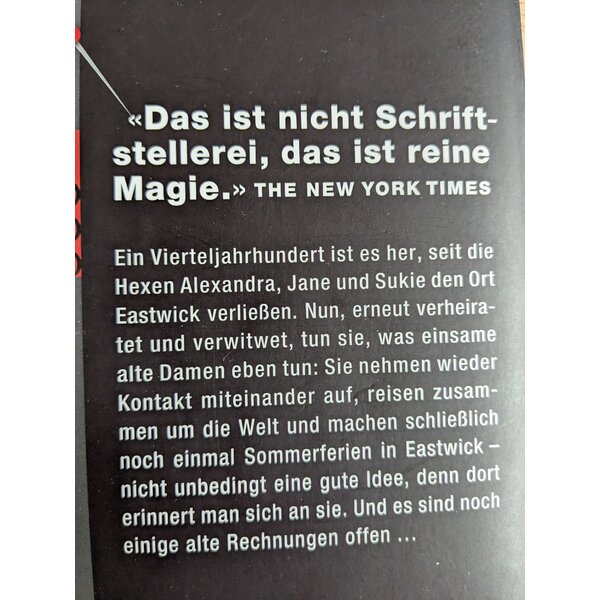 «Das ist nicht Schrift-
stellerei, das ist reine
Magie.» THE NEW YORK TIMES
Ein Vierteljahrhundert ist es her, seit die
Hexen Alexandra, Jane und Sukie den Ort
Eastwick verließen. Nun, erneut verheira-
tet und verwitwet, tun sie, was einsame
alte Damen eben tun: Sie nehmen wieder
Kontakt miteinander auf, reisen zusam-
men um die Welt und machen schließlich
noch einmal Sommerferien in Eastwick –
nicht unbedingt eine gute Idee, denn dort
erinnert man sich an sie. Und es sind noch
einige alte Rechnungen offen ...